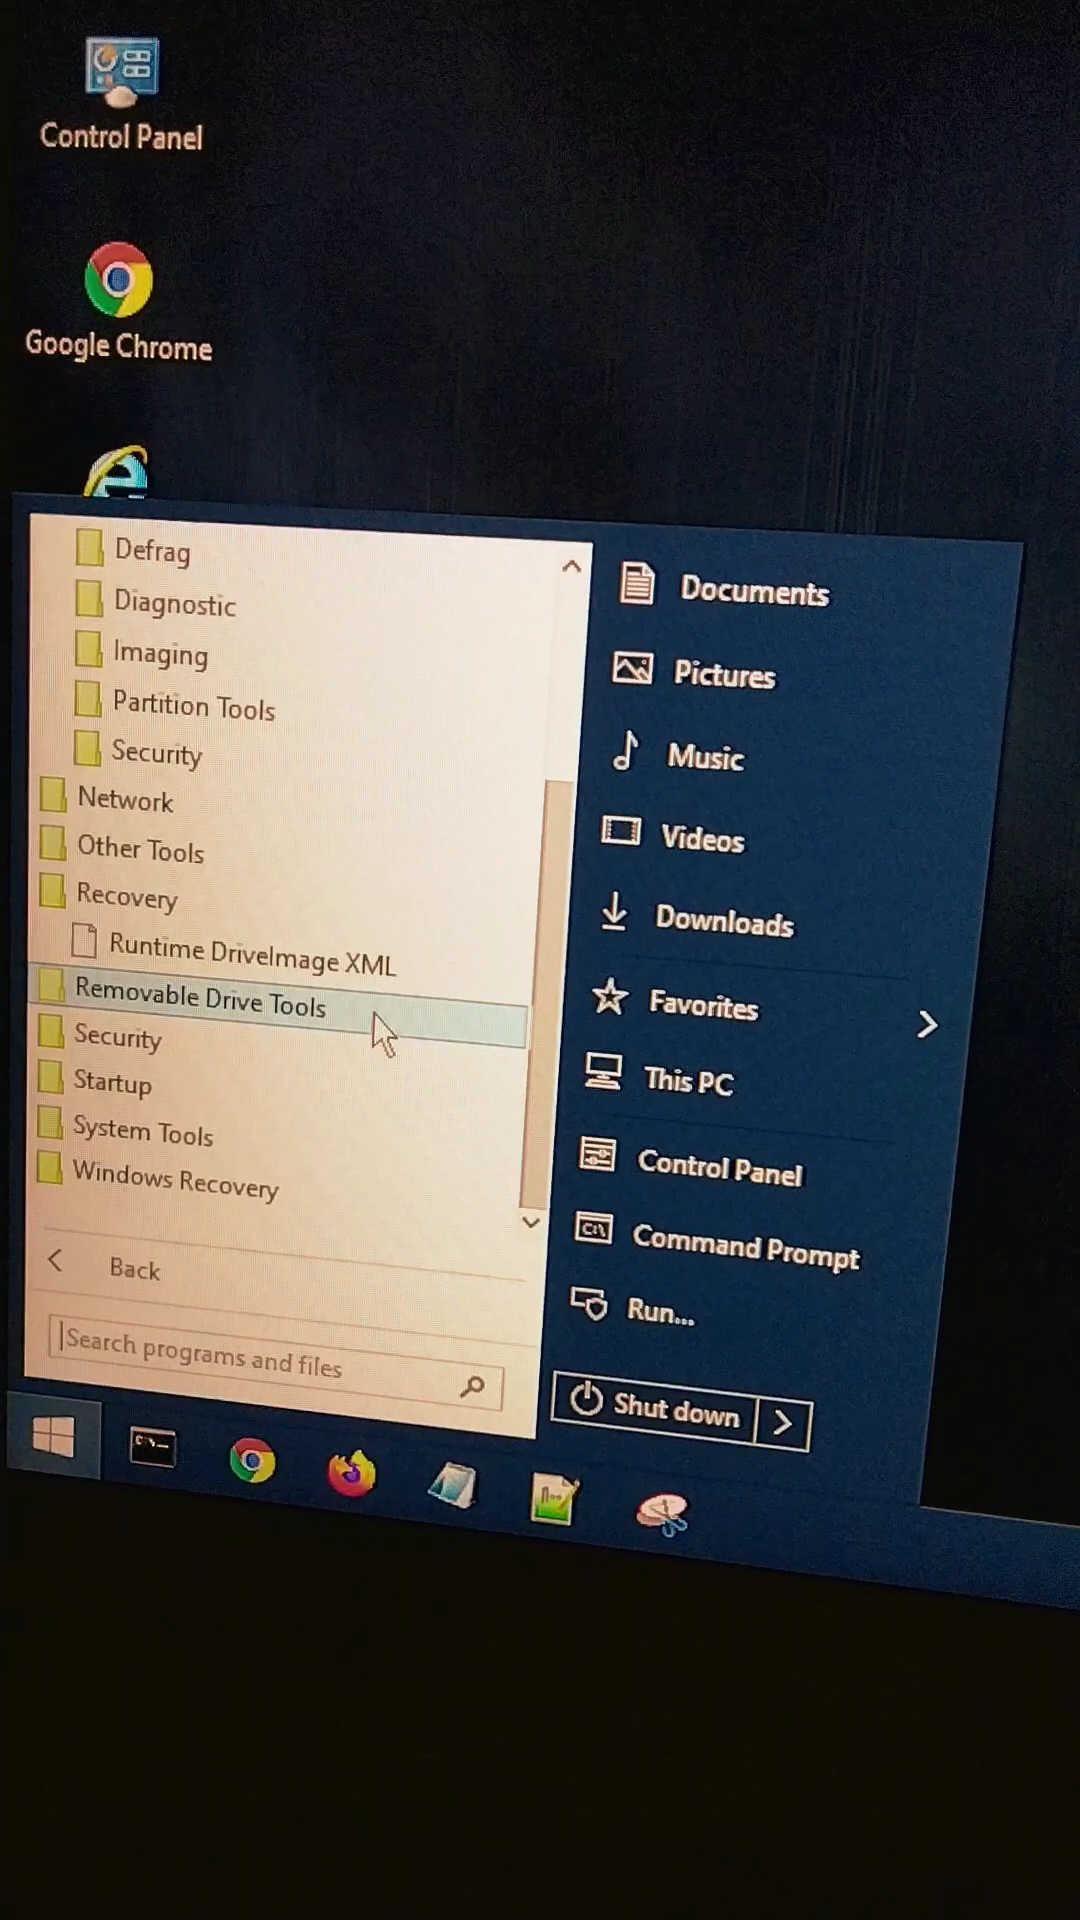 Control Panel
Google Chrome
Defrag
Diagnostic
Imaging
Partition Tools
Security
Network
Other Tools
Recovery
Runtime DriveImage XML
Removable Drive Tools
Security
Startup
System Tools
Windows Recovery
Back
Search programs and files
Documents
Pictures
Music
Videos
Downloads
Favorites
This PC
Control Panel
Command Prompt
Run...
Shut down